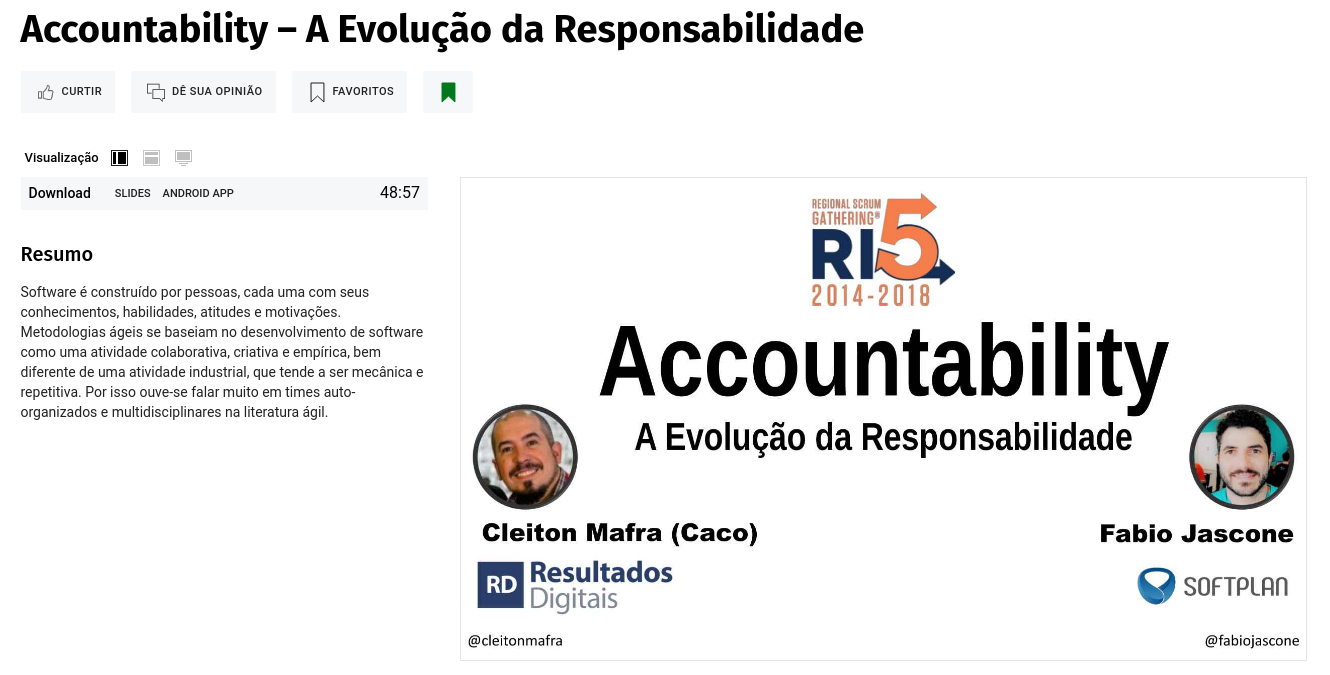 Accountability – A Evolução da Responsabilidade
CURTIR
DÊ SUA OPINIÃO
FAVORITOS
Visualização
Download
SLIDES
ANDROID APP
48:57
Resumo
Software é construído por pessoas, cada uma com seus
conhecimentos, habilidades, atitudes e motivações.
Metodologias ágeis se baseiam no desenvolvimento de software
como uma atividade colaborativa, criativa e empírica, bem
diferente de uma atividade industrial, que tende a ser mecânica e
repetitiva. Por isso ouve-se falar muito em times auto-
organizados e multidisciplinares na literatura ágil.
REGIONAL SCRUM
GATHERING®
RI5
2014-2018
Accountability
A Evolução da Responsabilidade
Cleiton Mafra (Caco)
Fabio Jascone
RD Resultados
Digitais
SOFTPLAN
@cleitonmafra
@fabiojascone